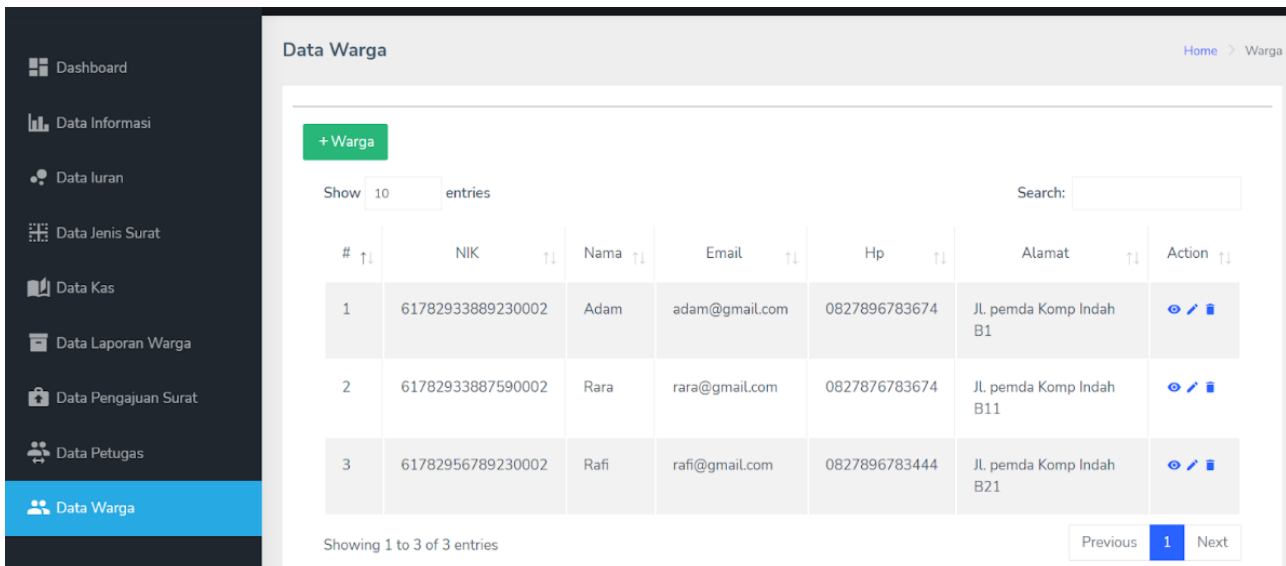 Dashboard
Data Informasi
Data Iuran
Data Jenis Surat
Data Kas
Data Laporan Warga
Data Pengajuan Surat
Data Petugas
Data Warga
Data Warga
Home > Warga
+ Warga
Show 10 entries
Search:
# NIK Nama Email Hp Alamat Action
1 61782933889230002 Adam adam@gmail.com 0827896783674 Jl. pemda Komp Indah
B1
2 61782933887590002 Rara rara@gmail.com 0827876783674 Jl. pemda Komp Indah
B11
3 61782956789230002 Rafi rafi@gmail.com 0827896783444 Jl. pemda Komp Indah
B21
Showing 1 to 3 of 3 entries
Previous 1 Next